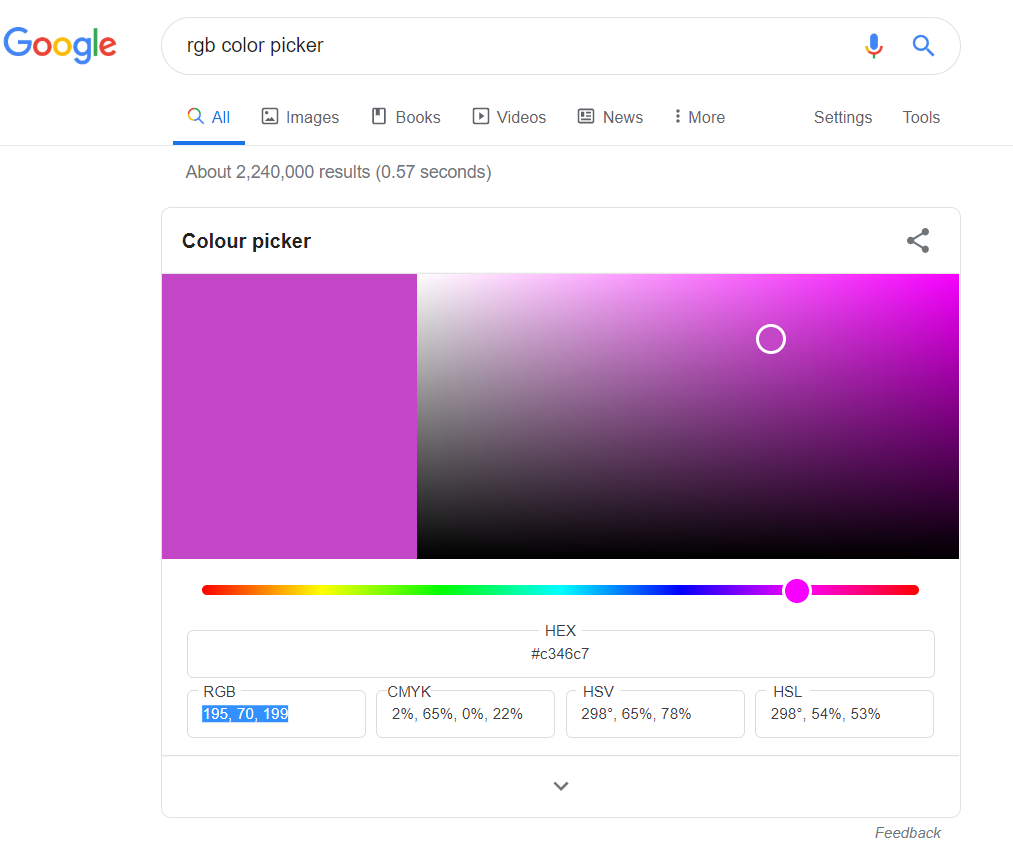 Google rgb color picker
All Images Books Videos News More Settings Tools
About 2,240,000 results (0.57 seconds)
Colour picker
HEX
#c346c7
RGB CMYK HSV HSL
195, 70, 199 2%, 65%, 0%, 22% 298°, 65%, 78% 298°, 54%, 53%
Feedback